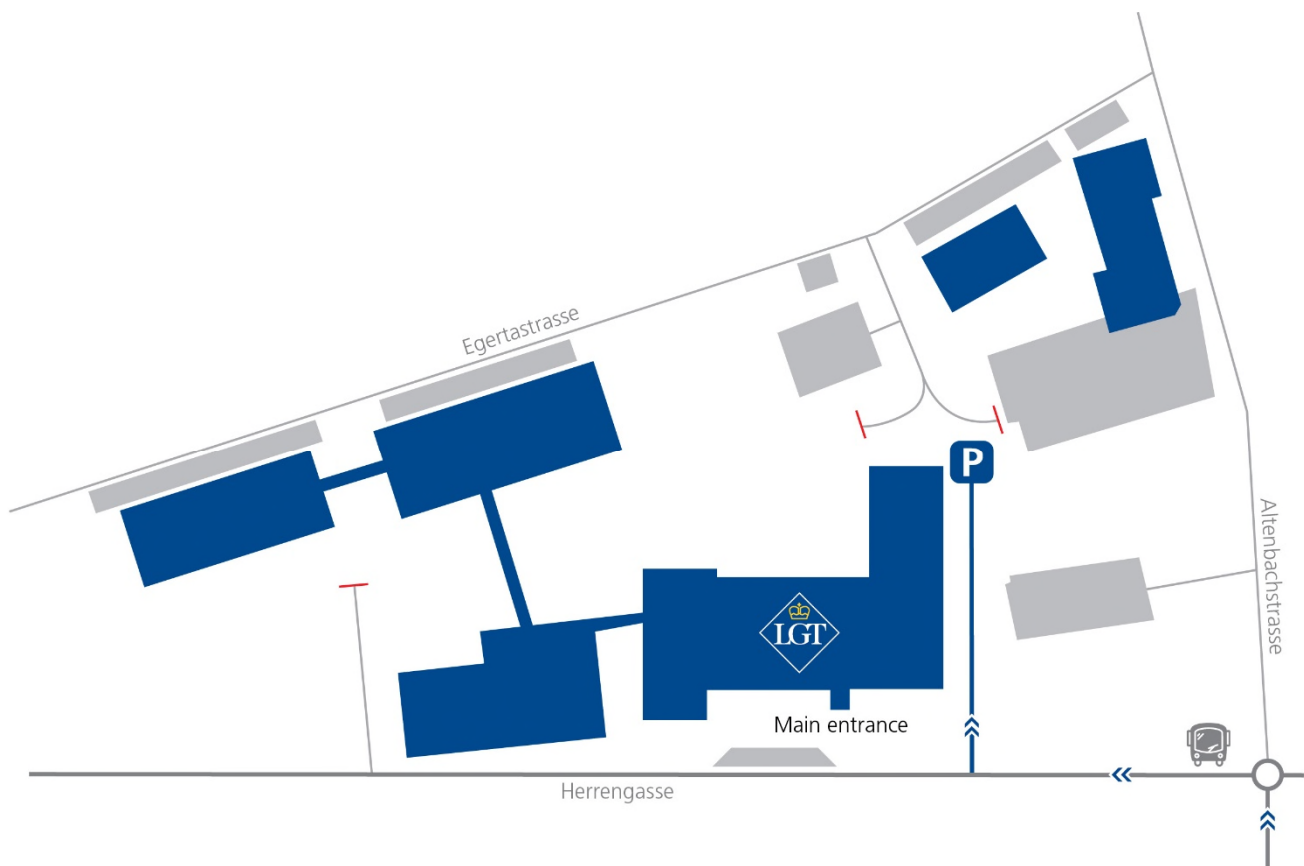 Egertastrasse
P
Altenbachstrasse
LGT
Main entrance
Herrengasse